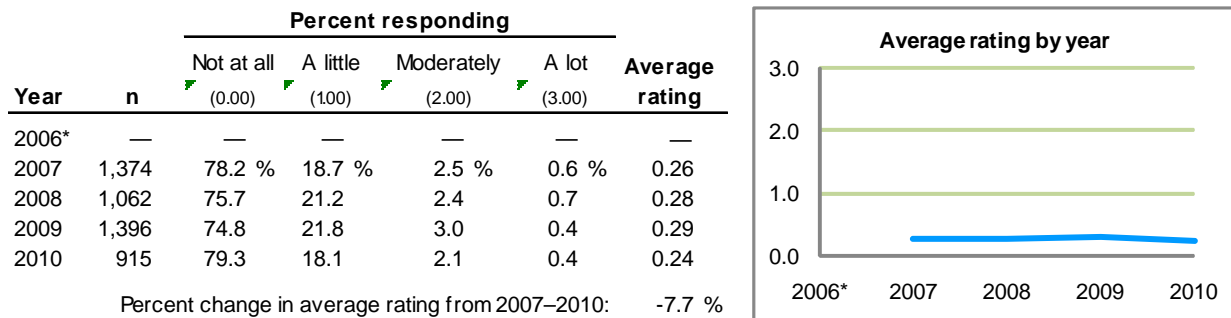 Percent responding
Not at all A little Moderately A lot Average
Year n (0.00) (1.00) (2.00) (3.00) rating
2006* — — — — — —
2007 1,374 78.2 % 18.7 % 2.5 % 0.6 % 0.26
2008 1,062 75.7 21.2 2.4 0.7 0.28
2009 1,396 74.8 21.8 3.0 0.4 0.29
2010 915 79.3 18.1 2.1 0.4 0.24
Percent change in average rating from 2007–2010: -7.7 %
Average rating by year
3.0
2.0
1.0
0.0
2006* 2007 2008 2009 2010